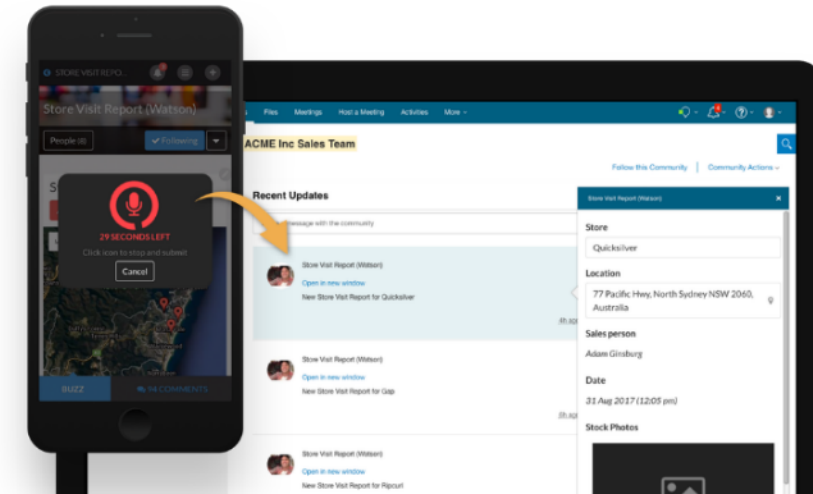 STORE VISIT REPO...
Store Visit Report (Watson)
People (8)
Following
29 SECONDS LEFT
Click icon to stop and submit
Cancel
BUZZ
94 COMMENTS
Files
Meetings
Host a Meeting
Activities
More
ACME Inc Sales Team
Follow this Community
Community Actions
Recent Updates
message with the community
Store Visit Report (Watson)
Open in new window
New Store Visit Report for Quicksilver
Store Visit Report (Watson)
Open in new window
New Store Visit Report for Gap
Store Visit Report (Watson)
Open in new window
New Store Visit Report for Ripcurl
Store Visit Report (Watson)
Store
Quicksilver
Location
77 Pacific Hwy, North Sydney NSW 2060,
Australia
Sales person
Adam Ginsburg
Date
31 Aug 2017 (12:05 pm)
Stock Photos